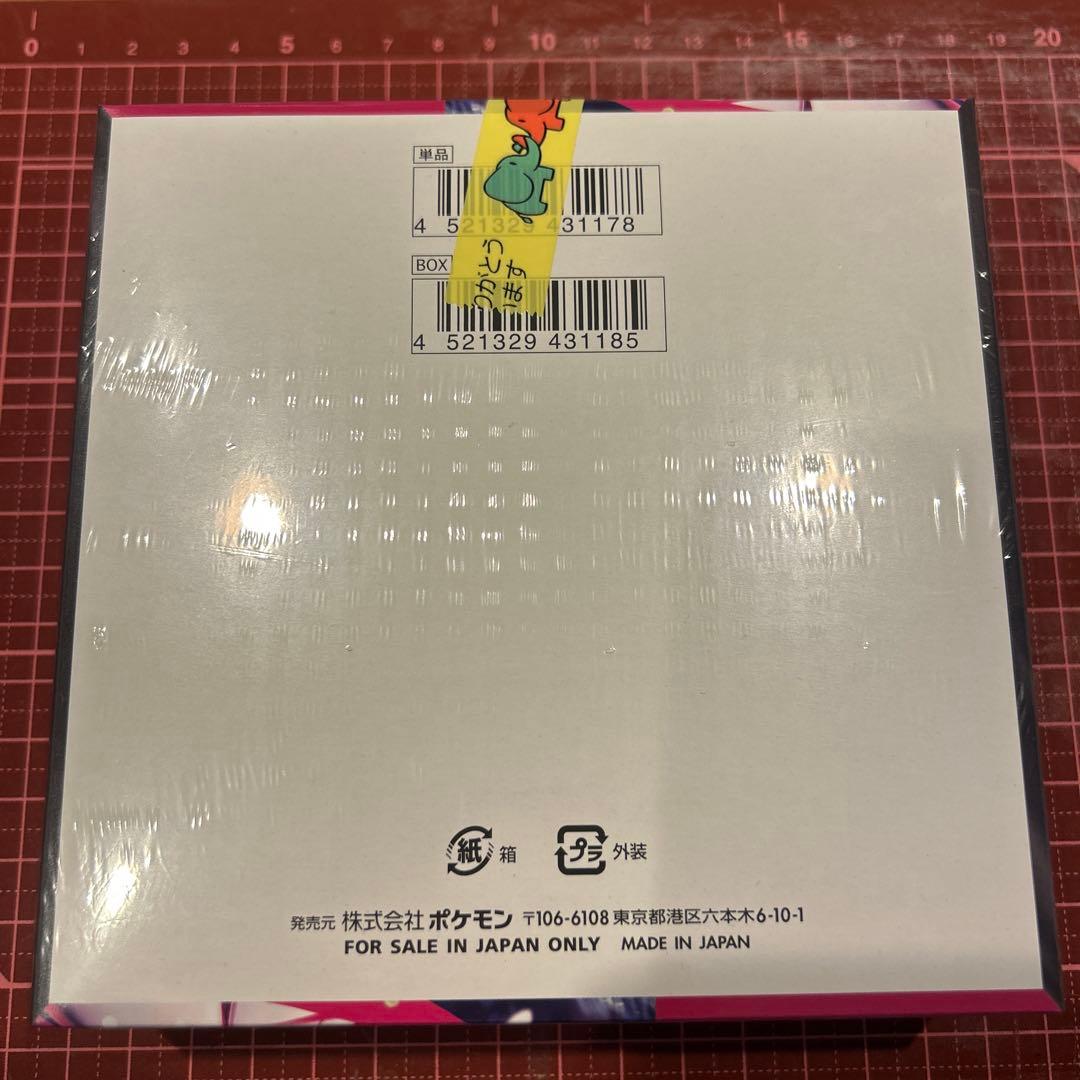 0 1 2 3 4 5 6 7 8 9 10 11 12 13 14 15 16 17 18 19 20
単品
4 521329 431178
りがとう
います
BOX
4 521329 431185
紙 箱 プラ 外装
発売元 株式会社ポケモン 〒106-6108 東京都港区六本木6-10-1
FOR SALE IN JAPAN ONLY MADE IN JAPAN